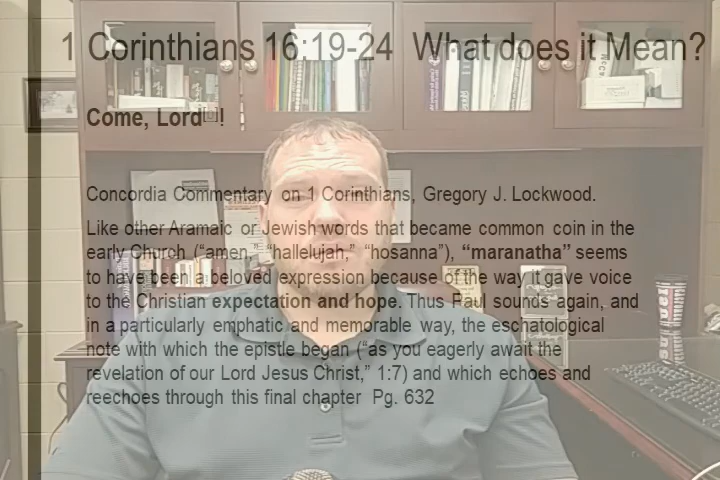 1 Corinthians 16:19-24 What does it Mean?
Come, Lord!
Concordia Commentary on 1 Corinthians, Gregory J. Lockwood.
Like other Aramaic or Jewish words that became common coin in the
early Church (“amen,” “hallelujah,” “hosanna”), “maranatha” seems
to have been a beloved expression because of the way it gave voice
to the Christian expectation and hope. Thus Paul sounds again, and
in a particularly emphatic and memorable way, the eschatological
note with which the epistle began (“as you eagerly await the
revelation of our Lord Jesus Christ,” 1:7) and which echoes and
reechoes through this final chapter Pg. 632